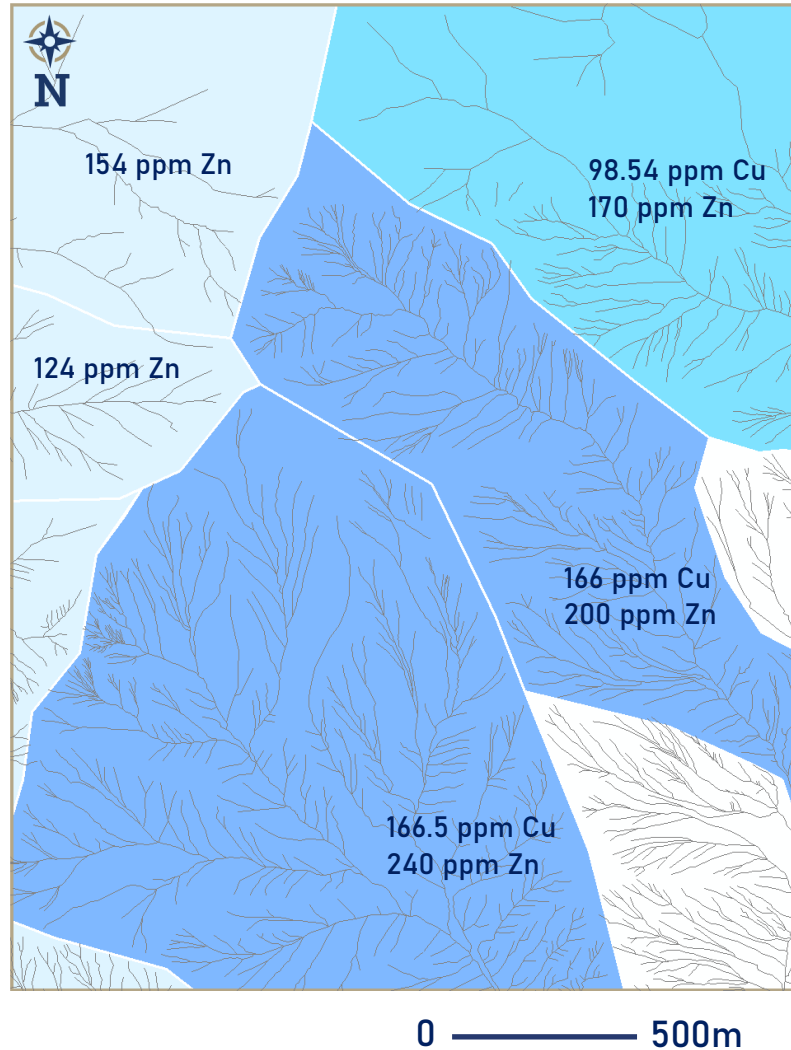 N
154 ppm Zn
98.54 ppm Cu
170 ppm Zn
124 ppm Zn
166 ppm Cu
200 ppm Zn
166.5 ppm Cu
240 ppm Zn
0 500m